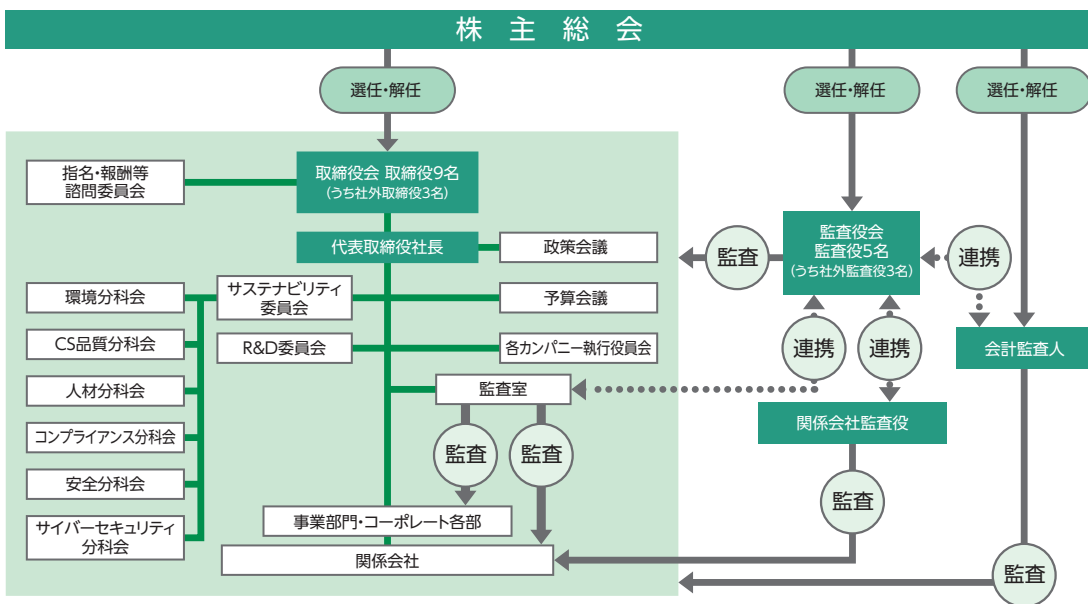 株主総会
選任・解任
選任・解任
選任・解任
指名・報酬等
諮問委員会
取締役会 取締役9名
(うち社外取締役3名)
代表取締役社長
政策会議
監査
監査役会
監査役5名
(うち社外監査役3名)
連携
環境分科会
サステナビリティ
委員会
予算会議
CS品質分科会
R&D委員会
各カンパニー執行役員会
連携
連携
会計監査人
人材分科会
監査室
コンプライアンス分科会
監査
監査
関係会社監査役
安全分科会
監査
事業部門・コーポレート各部
サイバーセキュリティ
分科会
関係会社
監査